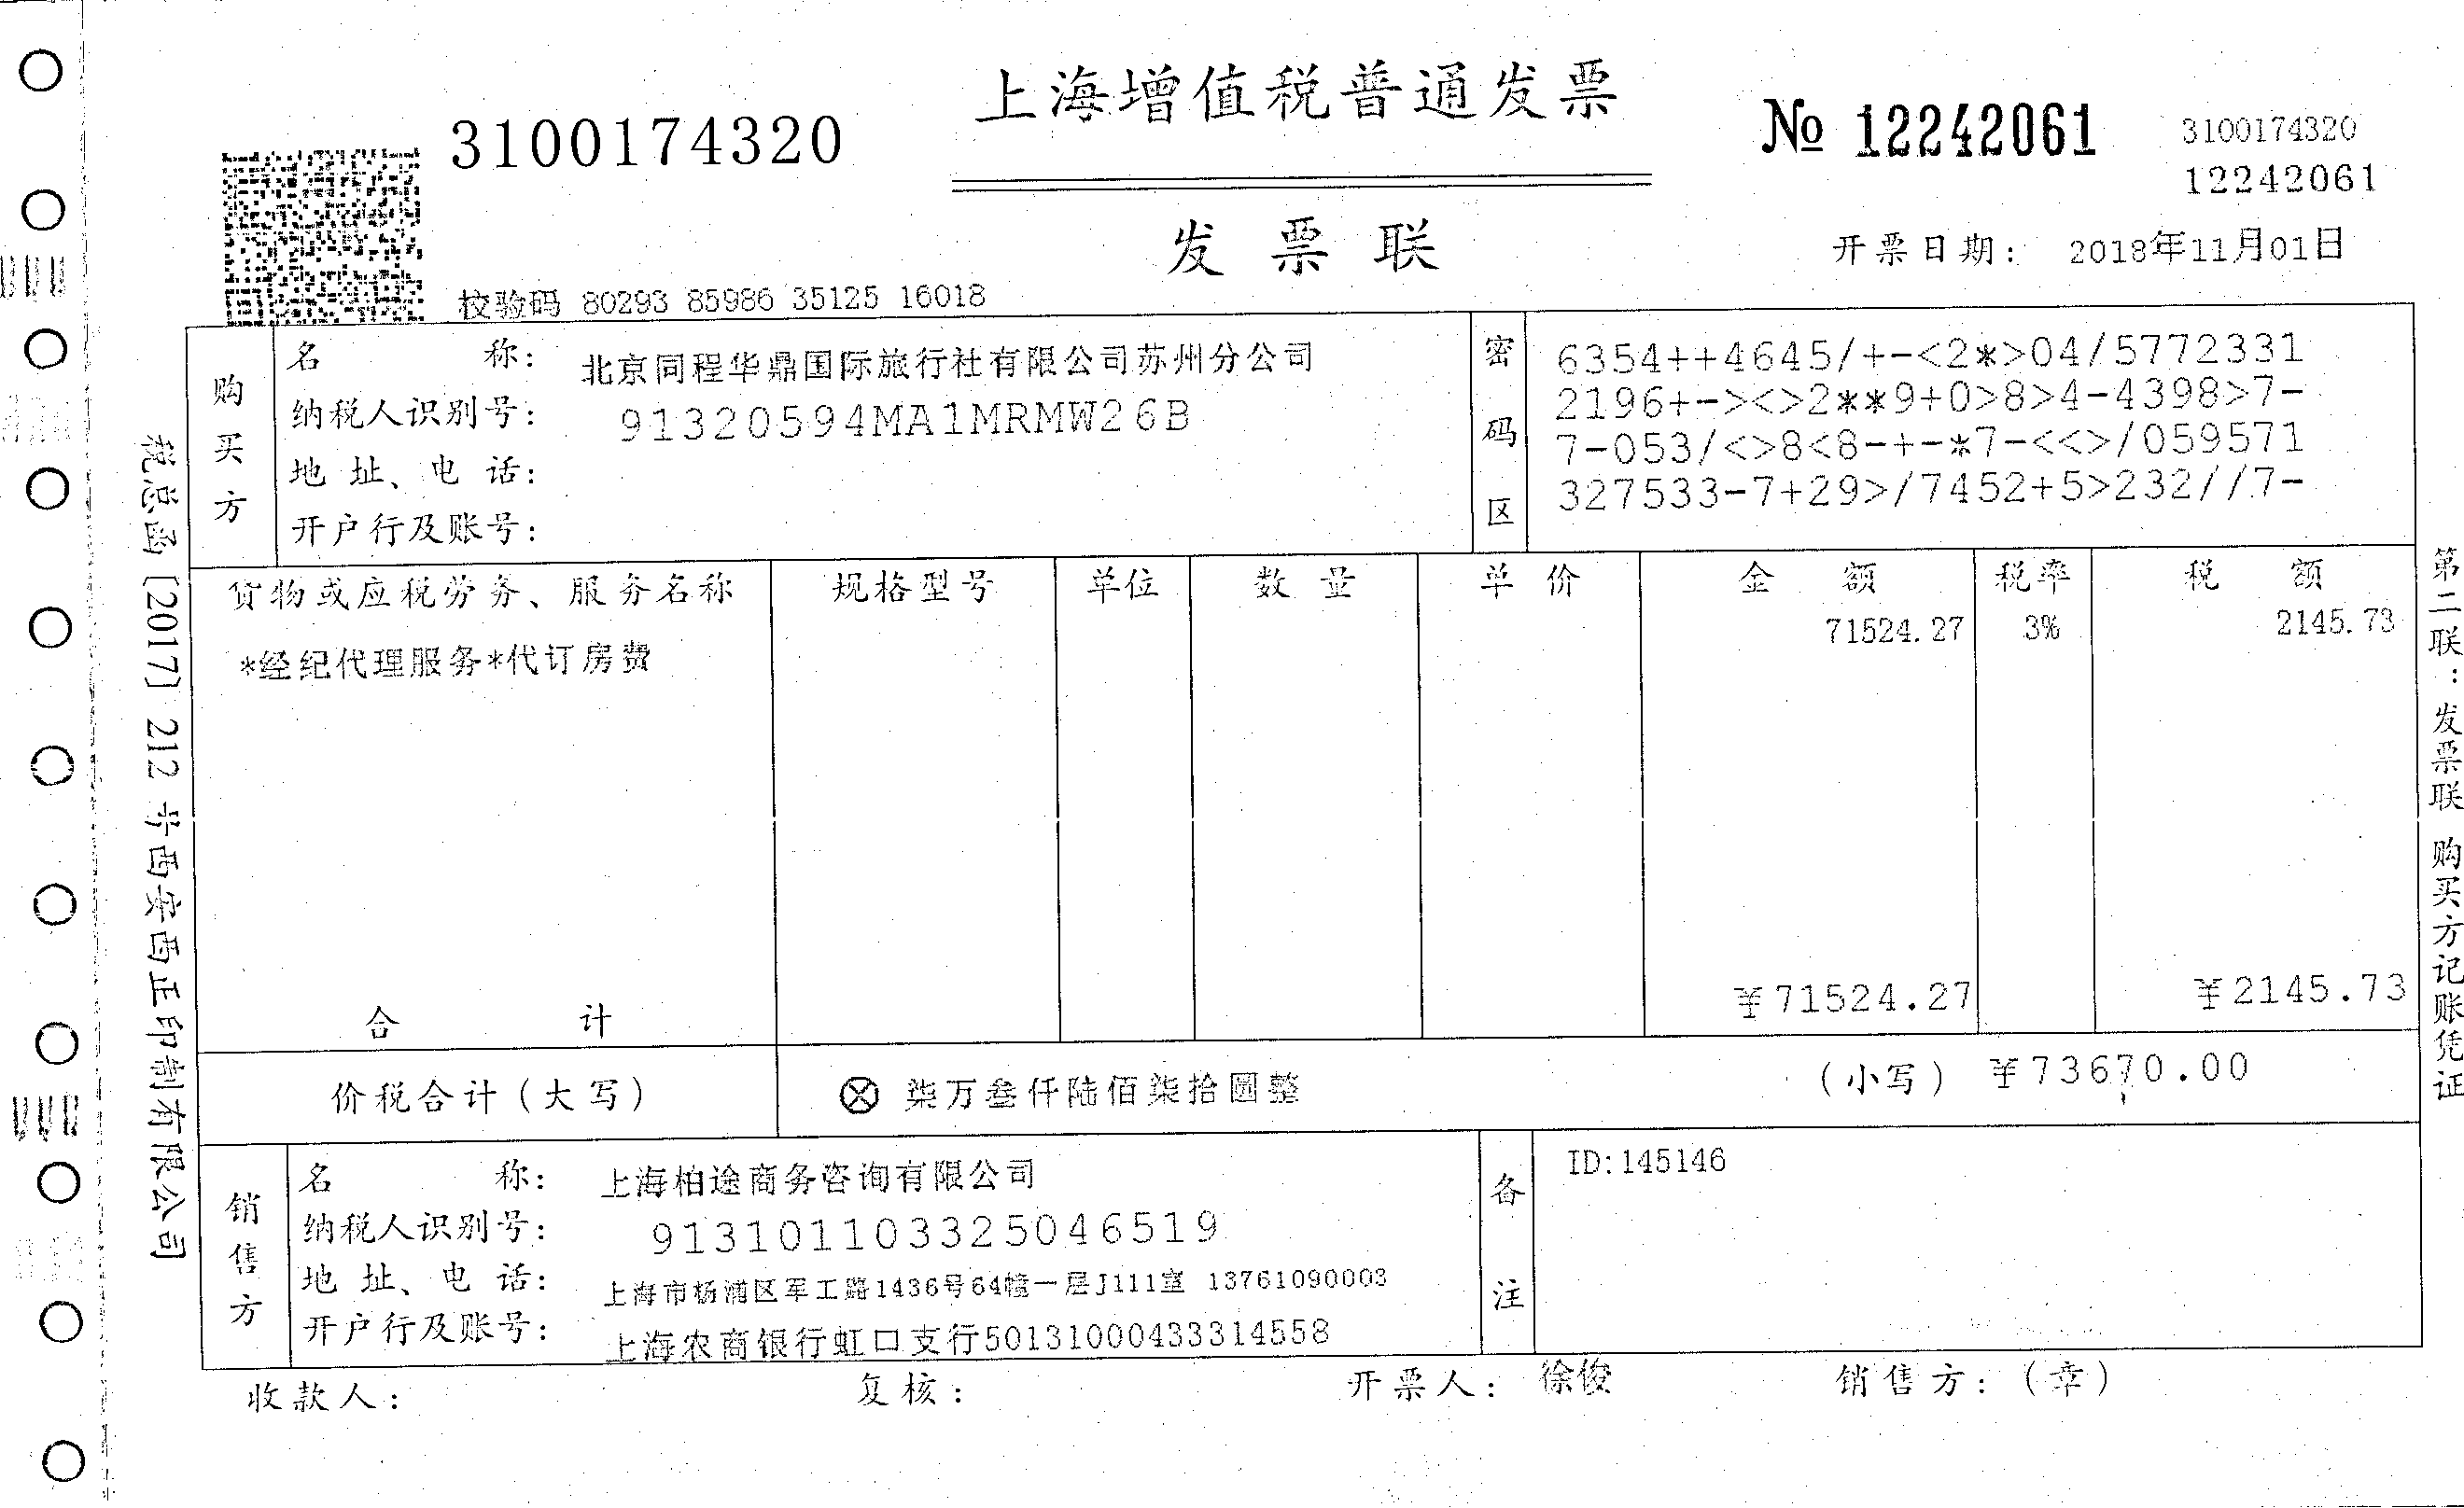 上海增值税普通发票
3100174320
№ 12242061
3100174320
12242061
发票联
开票日期: 2018年11月01日
校验码 80293 85986 35125 16018
购买方
名称: 北京同程华鼎国际旅行社有限公司苏州分公司
纳税人识别号: 91320594MA1MRMW26B
地址、电话:
开户行及账号:
密码区
6354++4645/+-<2*>04/5772331
2196+-><>2**9+0>8>4-4398>7-
7-053/<>8<8-+-*7-<<>/059571
327533-7+29>/7452+5>232//7-
货物或应税劳务、服务名称 规格型号 单位 数量 单价 金额 税率 税额
*经纪代理服务*代订房费 71524.27 3% 2145.73
合计 ¥71524.27 ¥2145.73
价税合计(大写) ⊗ 柒万叁仟陆佰柒拾圆整 (小写) ¥73670.00
销售方
名称: 上海柏途商务咨询有限公司
纳税人识别号: 913101103325046519
地址、电话: 上海市杨浦区军工路1436号64幢一层J111室 13761090003
开户行及账号: 上海农商银行虹口支行50131000433314558
备注
ID:145146
收款人: 复核: 开票人: 徐俊 销售方:(章)
税总函[2017]212号西安西正印制有限公司
第二联:发票联 购买方记账凭证